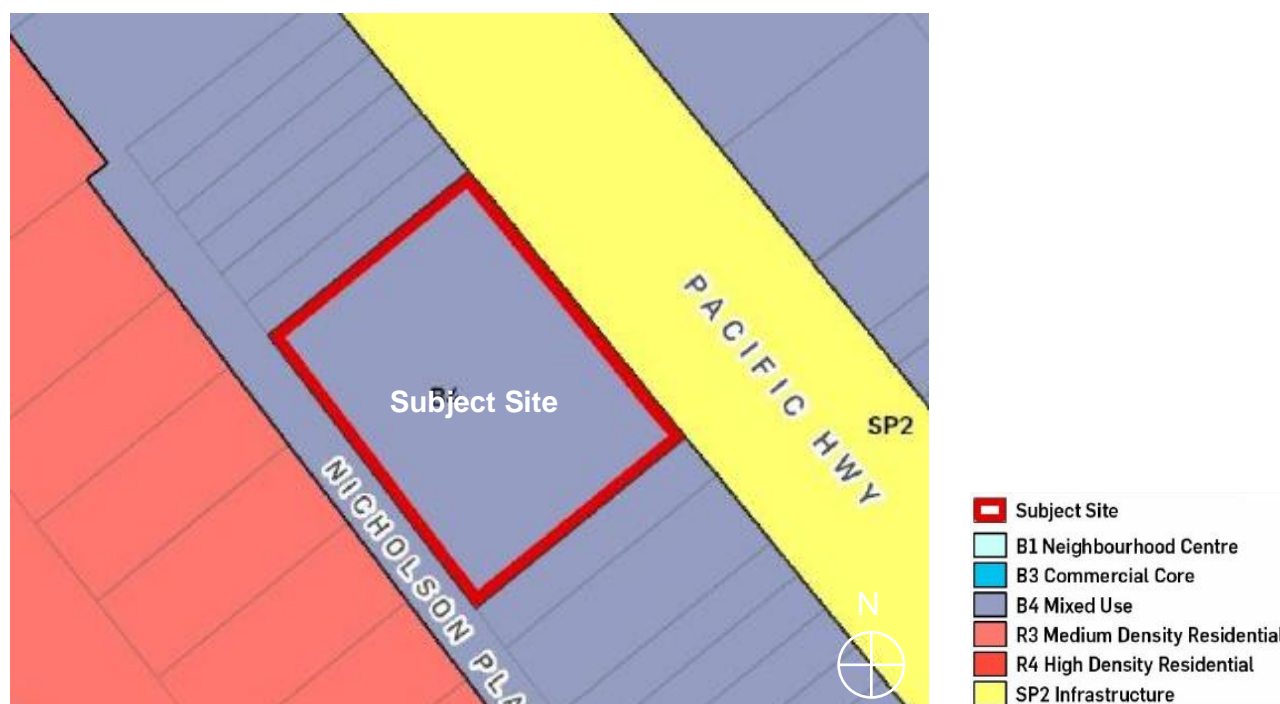 PACIFIC HWY
SP2
Subject Site
NICHOLSON PLA
N
Subject Site
B1 Neighbourhood Centre
B3 Commercial Core
B4 Mixed Use
R3 Medium Density Residential
R4 High Density Residential
SP2 Infrastructure